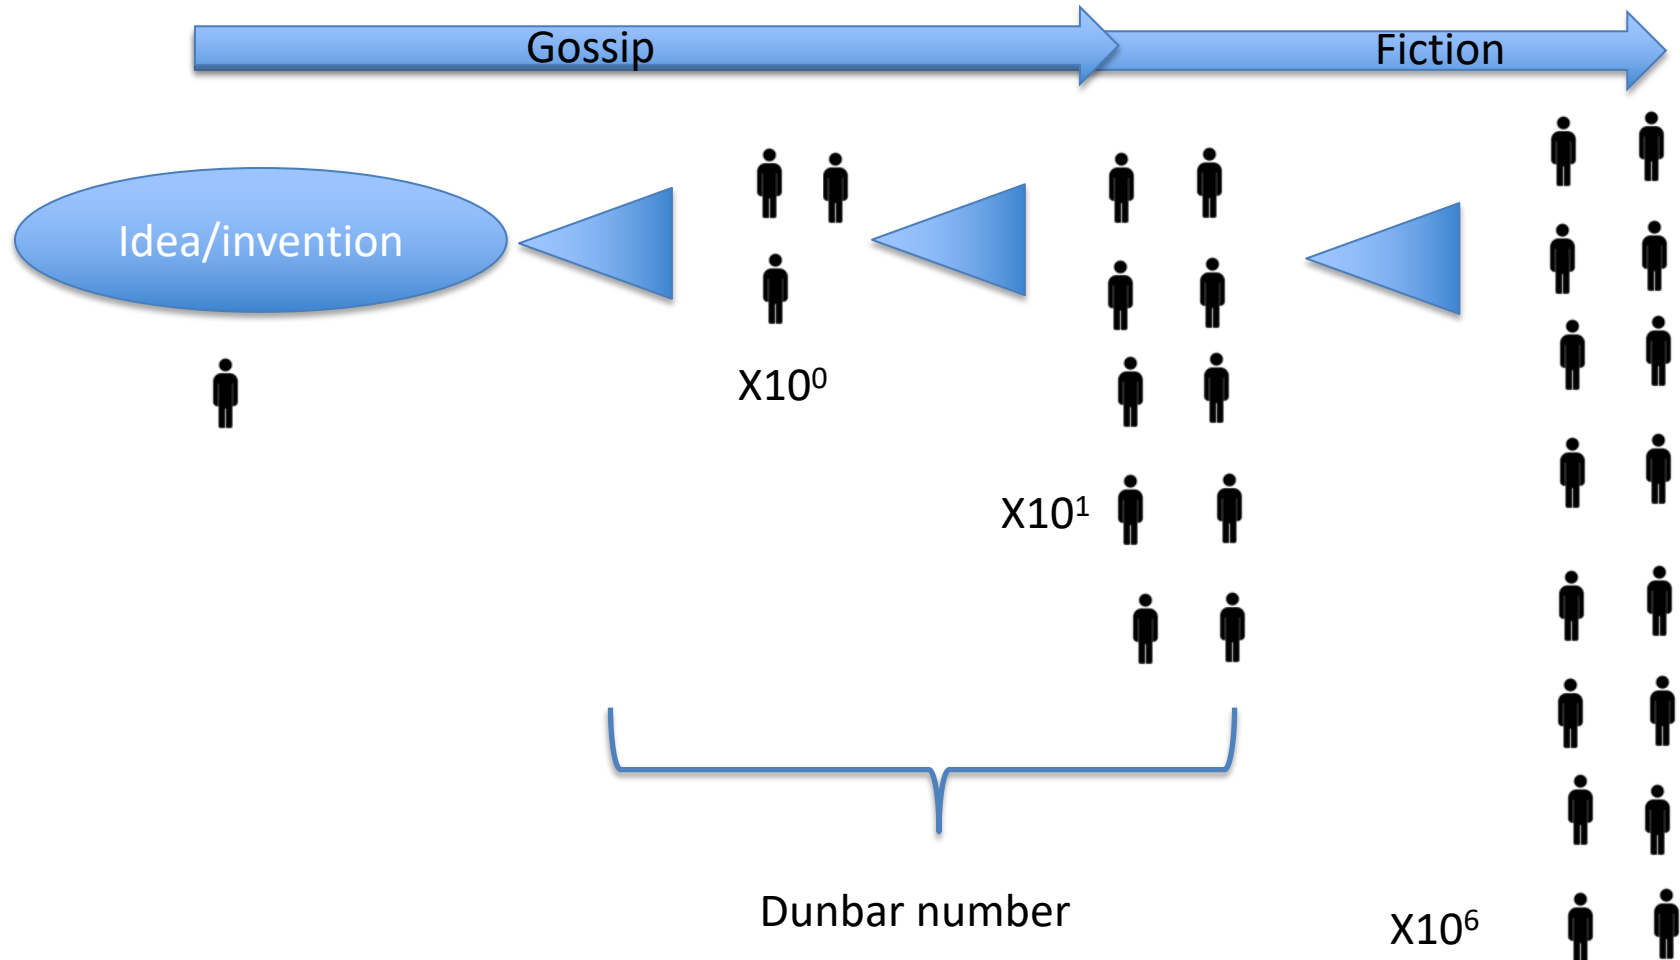 Gossip
Fiction
Idea/invention
X10⁰
X10¹
Dunbar number
X10⁶